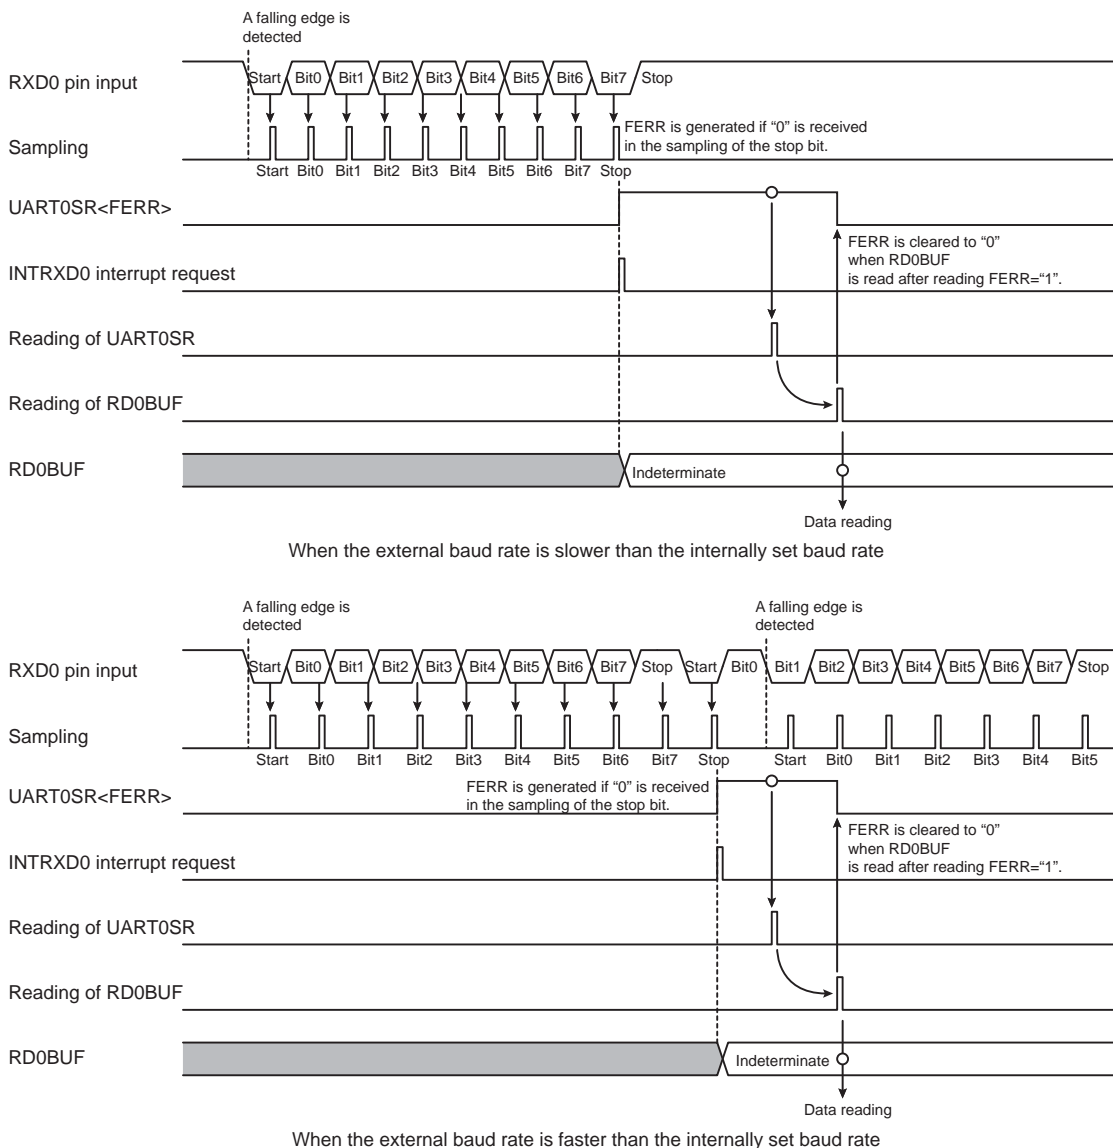 A falling edge is
detected
RXD0 pin input
Start Bit0 Bit1 Bit2 Bit3 Bit4 Bit5 Bit6 Bit7 Stop
Sampling
FERR is generated if “0” is received
in the sampling of the stop bit.
Start Bit0 Bit1 Bit2 Bit3 Bit4 Bit5 Bit6 Bit7 Stop
UART0SR<FERR>
FERR is cleared to “0”
when RD0BUF
is read after reading FERR=“1”.
INTRXD0 interrupt request
Reading of UART0SR
Reading of RD0BUF
RD0BUF
Indeterminate
Data reading
When the external baud rate is slower than the internally set baud rate
A falling edge is
detected
A falling edge is
detected
RXD0 pin input
Start Bit0 Bit1 Bit2 Bit3 Bit4 Bit5 Bit6 Bit7 Stop Start Bit0 Bit1 Bit2 Bit3 Bit4 Bit5 Bit6 Bit7 Stop
Sampling
Start Bit0 Bit1 Bit2 Bit3 Bit4 Bit5 Bit6 Bit7 Stop Start Bit0 Bit1 Bit2 Bit3 Bit4 Bit5
FERR is generated if “0” is received
in the sampling of the stop bit.
UART0SR<FERR>
FERR is cleared to “0”
when RD0BUF
is read after reading FERR=“1”.
INTRXD0 interrupt request
Reading of UART0SR
Reading of RD0BUF
RD0BUF
Indeterminate
Data reading
When the external baud rate is faster than the internally set baud rate